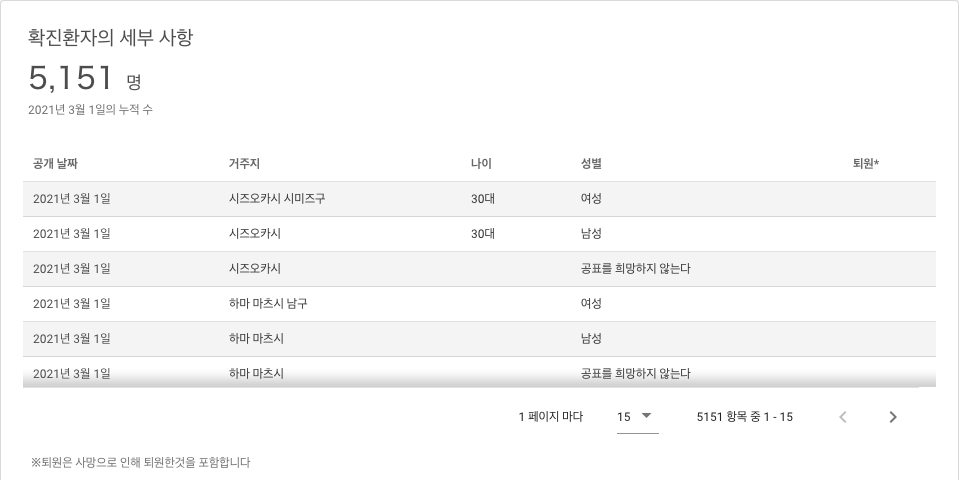 확진환자의 세부 사항
5,151 명
2021년 3월 1일의 누적 수
공개 날짜 거주지 나이 성별 퇴원*
2021년 3월 1일 시즈오카시 시미즈구 30대 여성
2021년 3월 1일 시즈오카시 30대 남성
2021년 3월 1일 시즈오카시 공표를 희망하지 않는다
2021년 3월 1일 하마 마츠시 남구 여성
2021년 3월 1일 하마 마츠시 남성
2021년 3월 1일 하마 마츠시 공표를 희망하지 않는다
1 페이지 마다 15 5151 항목 중 1 - 15
※퇴원은 사망으로 인해 퇴원한것을 포함합니다